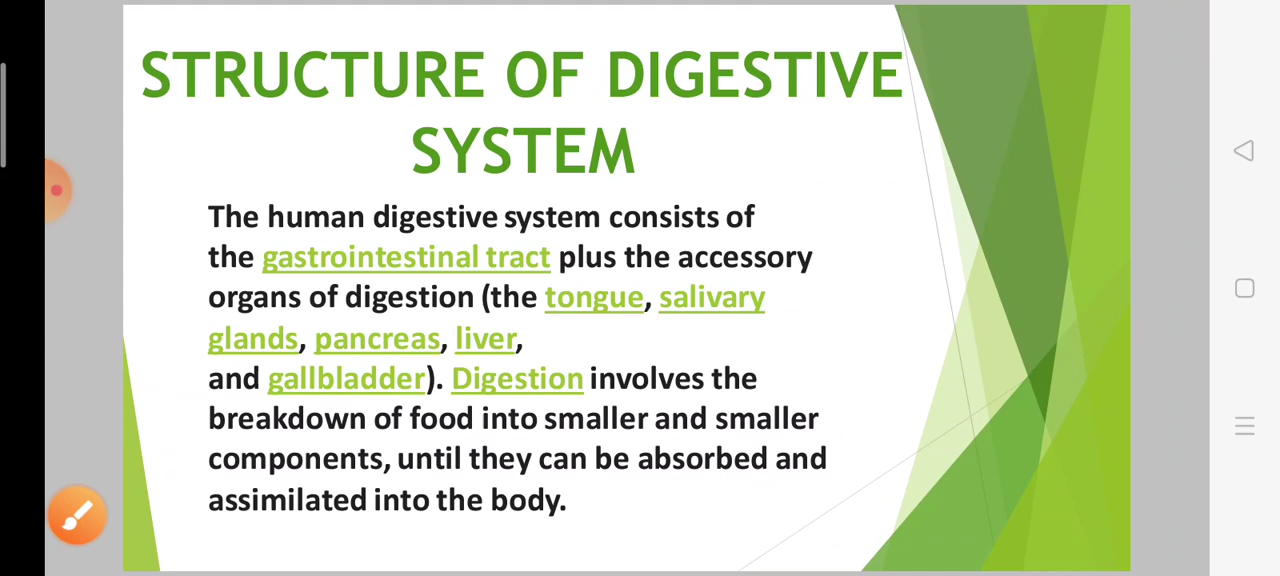 STRUCTURE OF DIGESTIVE
SYSTEM
The human digestive system consists of
the gastrointestinal tract plus the accessory
organs of digestion (the tongue, salivary
glands, pancreas, liver,
and gallbladder). Digestion involves the
breakdown of food into smaller and smaller
components, until they can be absorbed and
assimilated into the body.